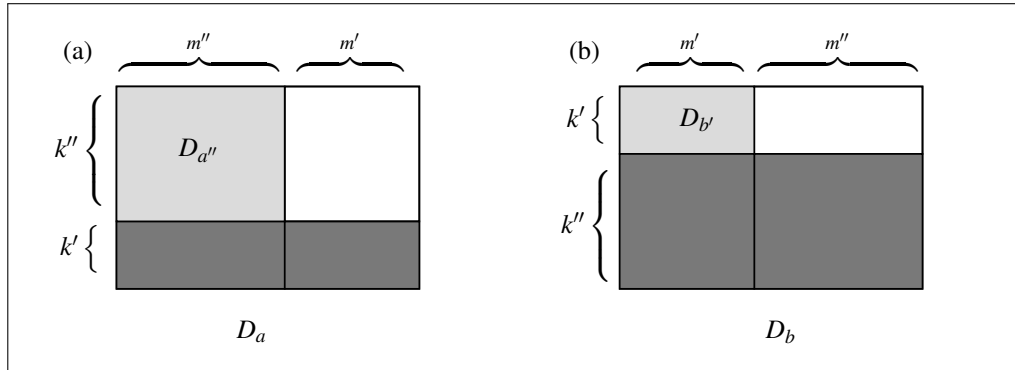 (a)
m″ m′
k″
D_{a″}
k′
D_a
(b)
m′ m″
k′
D_{b′}
k″
D_b